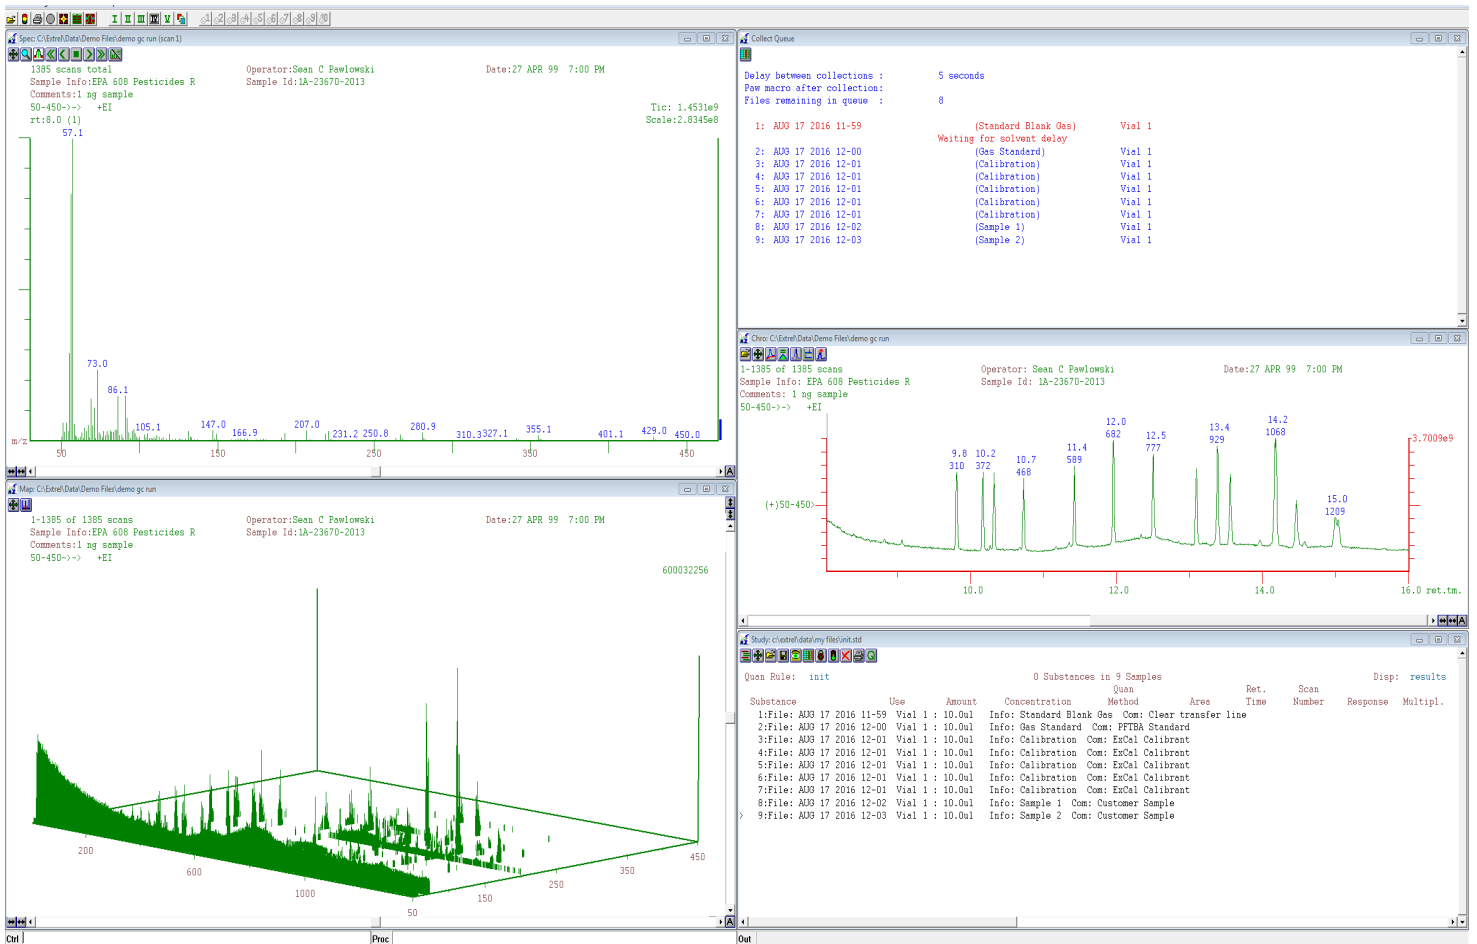 I II III IV V 1 2 3 4 5 6 7 8 9 10
Spec: C:\Extrel\Data\Demo Files\demo gc run (scan 1)
1385 scans total Operator:Sean C Pawlowski Date:27 APR 99 7:00 PM
Sample Info:EPA 608 Pesticides R Sample Id:1A-23670-2013
Comments:1 ng sample
50-450->-> +EI Tic: 1.4531e9
rt:8.0 (1) Scale:2.8345e8
57.1
73.0
86.1
105.1 147.0 166.9 207.0 231.2 250.8 280.9 310.3 327.1 355.1 401.1 429.0 450.0
m/z 50 150 250 350 450
A
Map: C:\Extrel\Data\Demo Files\demo gc run
1-1385 of 1385 scans Operator:Sean C Pawlowski Date:27 APR 99 7:00 PM
Sample Info:EPA 608 Pesticides R Sample Id:1A-23670-2013
Comments:1 ng sample
50-450->-> +EI
600032256
200 600 1000
50 150 250 350 450
A
Ctrl Proc Out
Collect Queue
Delay between collections : 5 seconds
Paw macro after collection:
Files remaining in queue : 8
1: AUG 17 2016 11-59 (Standard Blank Gas) Vial 1
Waiting for solvent delay
2: AUG 17 2016 12-00 (Gas Standard) Vial 1
3: AUG 17 2016 12-01 (Calibration) Vial 1
4: AUG 17 2016 12-01 (Calibration) Vial 1
5: AUG 17 2016 12-01 (Calibration) Vial 1
6: AUG 17 2016 12-01 (Calibration) Vial 1
7: AUG 17 2016 12-01 (Calibration) Vial 1
8: AUG 17 2016 12-02 (Sample 1) Vial 1
9: AUG 17 2016 12-03 (Sample 2) Vial 1
Chro: C:\Extrel\Data\Demo Files\demo gc run
1-1385 of 1385 scans Operator: Sean C Pawlowski Date:27 APR 99 7:00 PM
Sample Info: EPA 608 Pesticides R Sample Id: 1A-23670-2013
Comments: 1 ng sample
50-450->-> +EI
9.8 10.2 10.7 11.4 12.0 12.5 13.4 14.2 15.0
310 372 468 589 682 777 929 1068 1209
3.7009e9
(+)50-450>
10.0 12.0 14.0 16.0 ret.tm.
A
Study: c:\extrel\data\my files\init.std
Quan Rule: init 0 Substances in 9 Samples Disp: results
Quan Ret. Scan
Substance Use Amount Concentration Method Area Time Number Response Multipl.
1:File: AUG 17 2016 11-59 Vial 1 : 10.0ul Info: Standard Blank Gas Com: Clear transfer line
2:File: AUG 17 2016 12-00 Vial 1 : 10.0ul Info: Gas Standard Com: PFTBA Standard
3:File: AUG 17 2016 12-01 Vial 1 : 10.0ul Info: Calibration Com: ExCal Calibrant
4:File: AUG 17 2016 12-01 Vial 1 : 10.0ul Info: Calibration Com: ExCal Calibrant
5:File: AUG 17 2016 12-01 Vial 1 : 10.0ul Info: Calibration Com: ExCal Calibrant
6:File: AUG 17 2016 12-01 Vial 1 : 10.0ul Info: Calibration Com: ExCal Calibrant
7:File: AUG 17 2016 12-01 Vial 1 : 10.0ul Info: Calibration Com: ExCal Calibrant
8:File: AUG 17 2016 12-02 Vial 1 : 10.0ul Info: Sample 1 Com: Customer Sample
> 9:File: AUG 17 2016 12-03 Vial 1 : 10.0ul Info: Sample 2 Com: Customer Sample